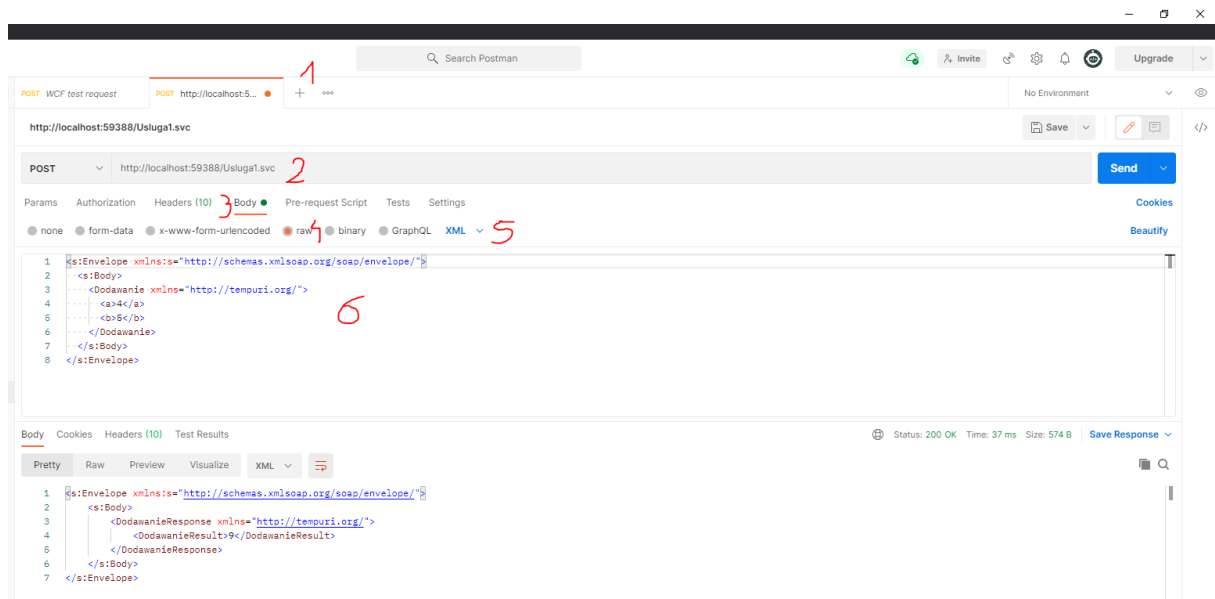 Search Postman
Invite
Upgrade
1
POST WCF test request
POST http://localhost:5...
No Environment
http://localhost:59388/Usluga1.svc
Save
POST
http://localhost:59388/Usluga1.svc
2
Send
Params Authorization Headers (10) 3 Body Pre-request Script Tests Settings
Cookies
none form-data x-www-form-urlencoded raw 4 binary GraphQL XML 5
Beautify
1 <s:Envelope xmlns:s="http://schemas.xmlsoap.org/soap/envelope/">
2 <s:Body>
3 <Dodawanie xmlns="http://tempuri.org/">
4 <a>4</a>
5 <b>5</b>
6 </Dodawanie>
7 </s:Body>
8 </s:Envelope>
6
Body Cookies Headers (10) Test Results
Status: 200 OK Time: 37 ms Size: 574 B Save Response
Pretty Raw Preview Visualize XML
1 <s:Envelope xmlns:s="http://schemas.xmlsoap.org/soap/envelope/">
2 <s:Body>
3 <DodawanieResponse xmlns="http://tempuri.org/">
4 <DodawanieResult>9</DodawanieResult>
5 </DodawanieResponse>
6 </s:Body>
7 </s:Envelope>